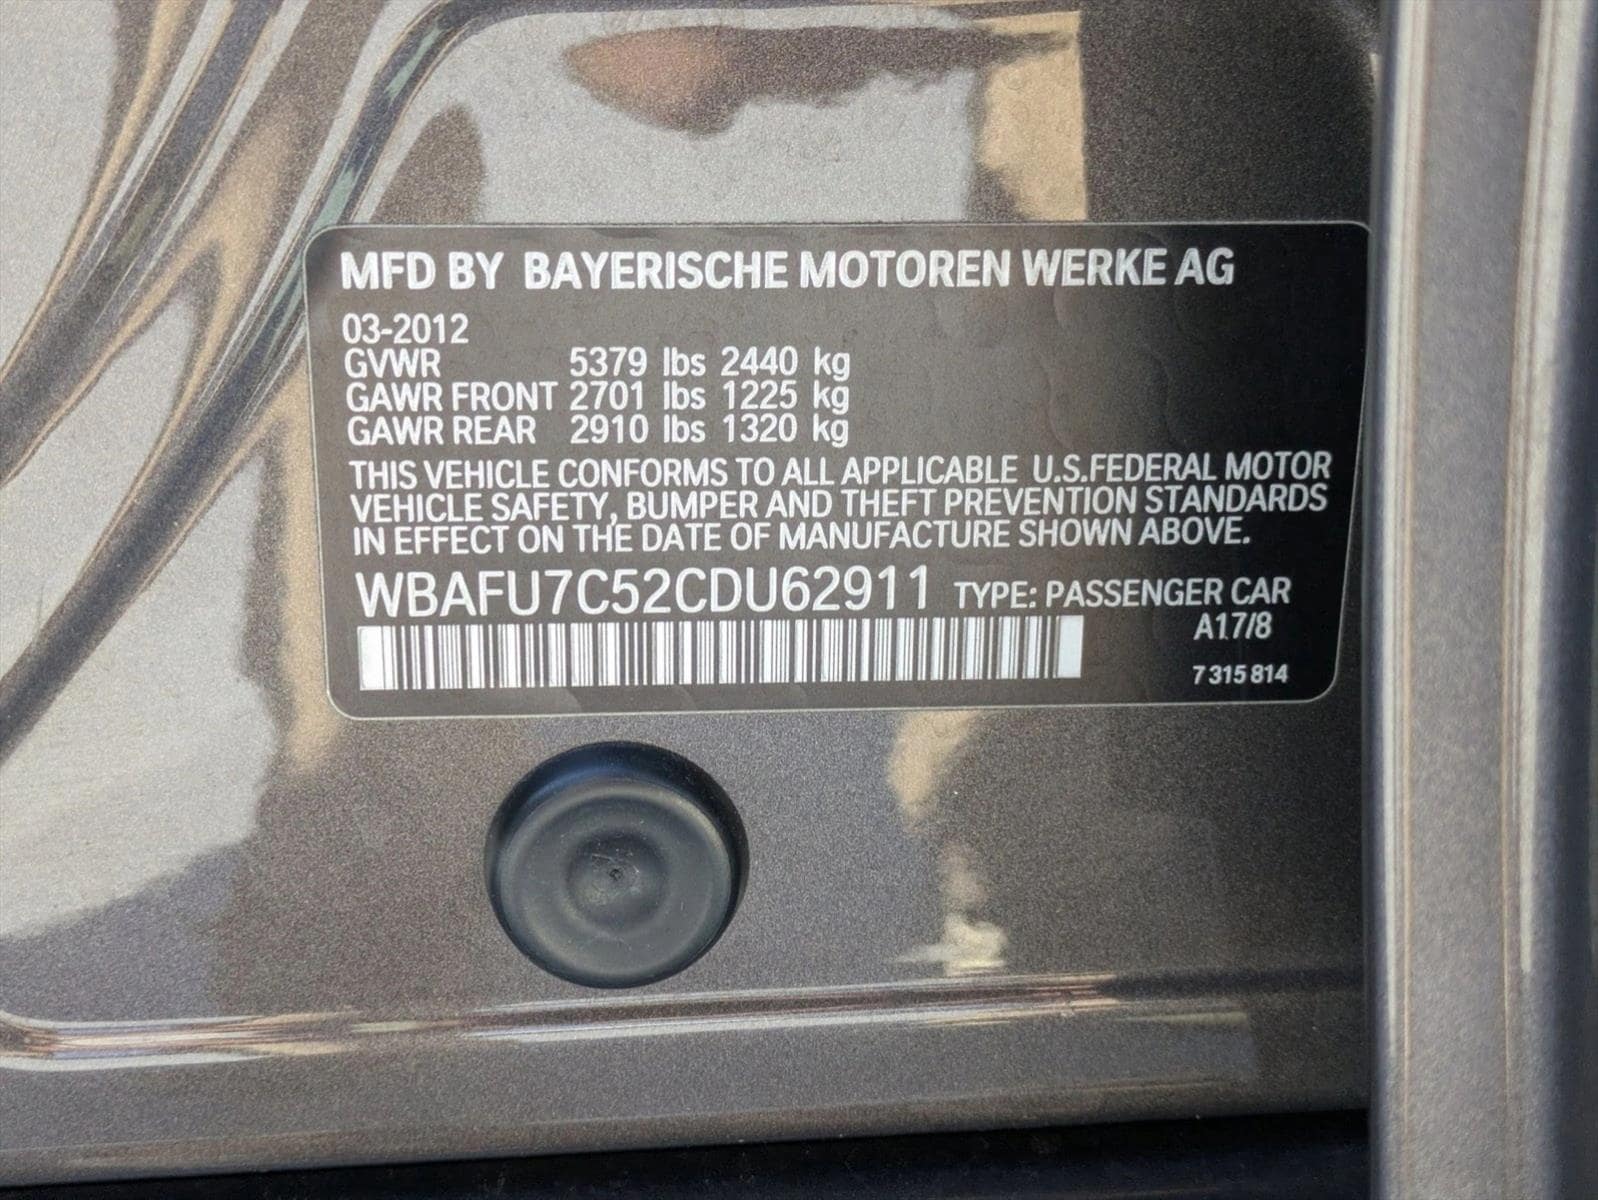 MFD BY BAYERISCHE MOTOREN WERKE AG
03-2012
GVWR 5379 lbs 2440 kg
GAWR FRONT 2701 lbs 1225 kg
GAWR REAR 2910 lbs 1320 kg
THIS VEHICLE CONFORMS TO ALL APPLICABLE U.S.FEDERAL MOTOR
VEHICLE SAFETY, BUMPER AND THEFT PREVENTION STANDARDS
IN EFFECT ON THE DATE OF MANUFACTURE SHOWN ABOVE.
WBAFU7C52CDU62911 TYPE: PASSENGER CAR
A17/8
7 315 814